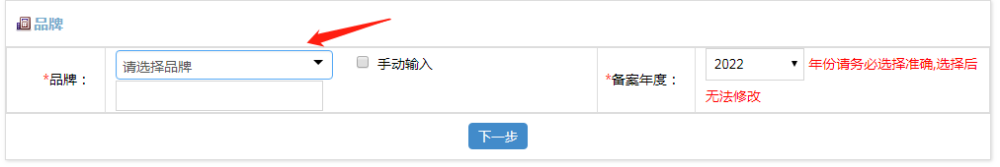 品牌
*品牌：
请选择品牌
手动输入
*备案年度：
2022
年份请务必选择准确,选择后
无法修改
下一步